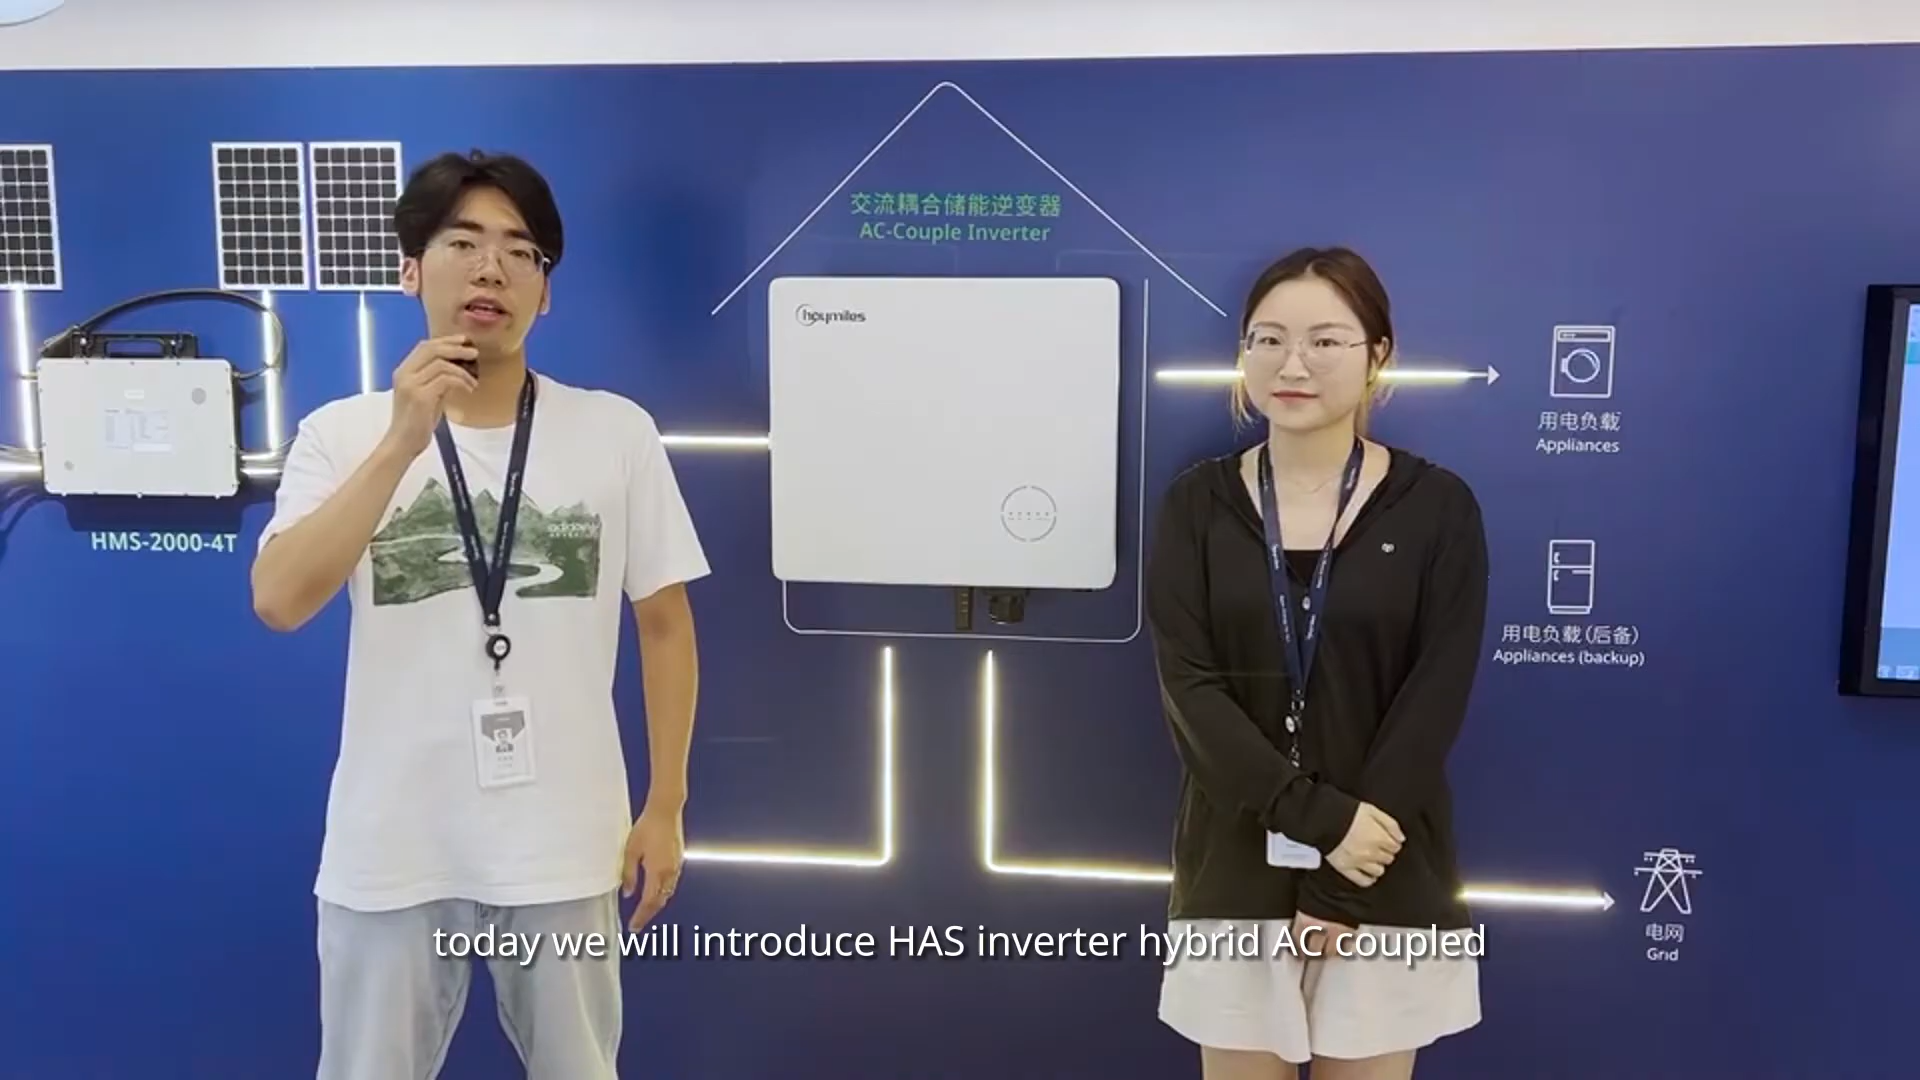 交流耦合储能逆变器
AC-Couple Inverter
hoymiles
HMS-2000-4T
adidas
用电负载
Appliances
用电负载(后备)
Appliances (backup)
电网
Grid
today we will introduce HAS inverter hybrid AC coupled